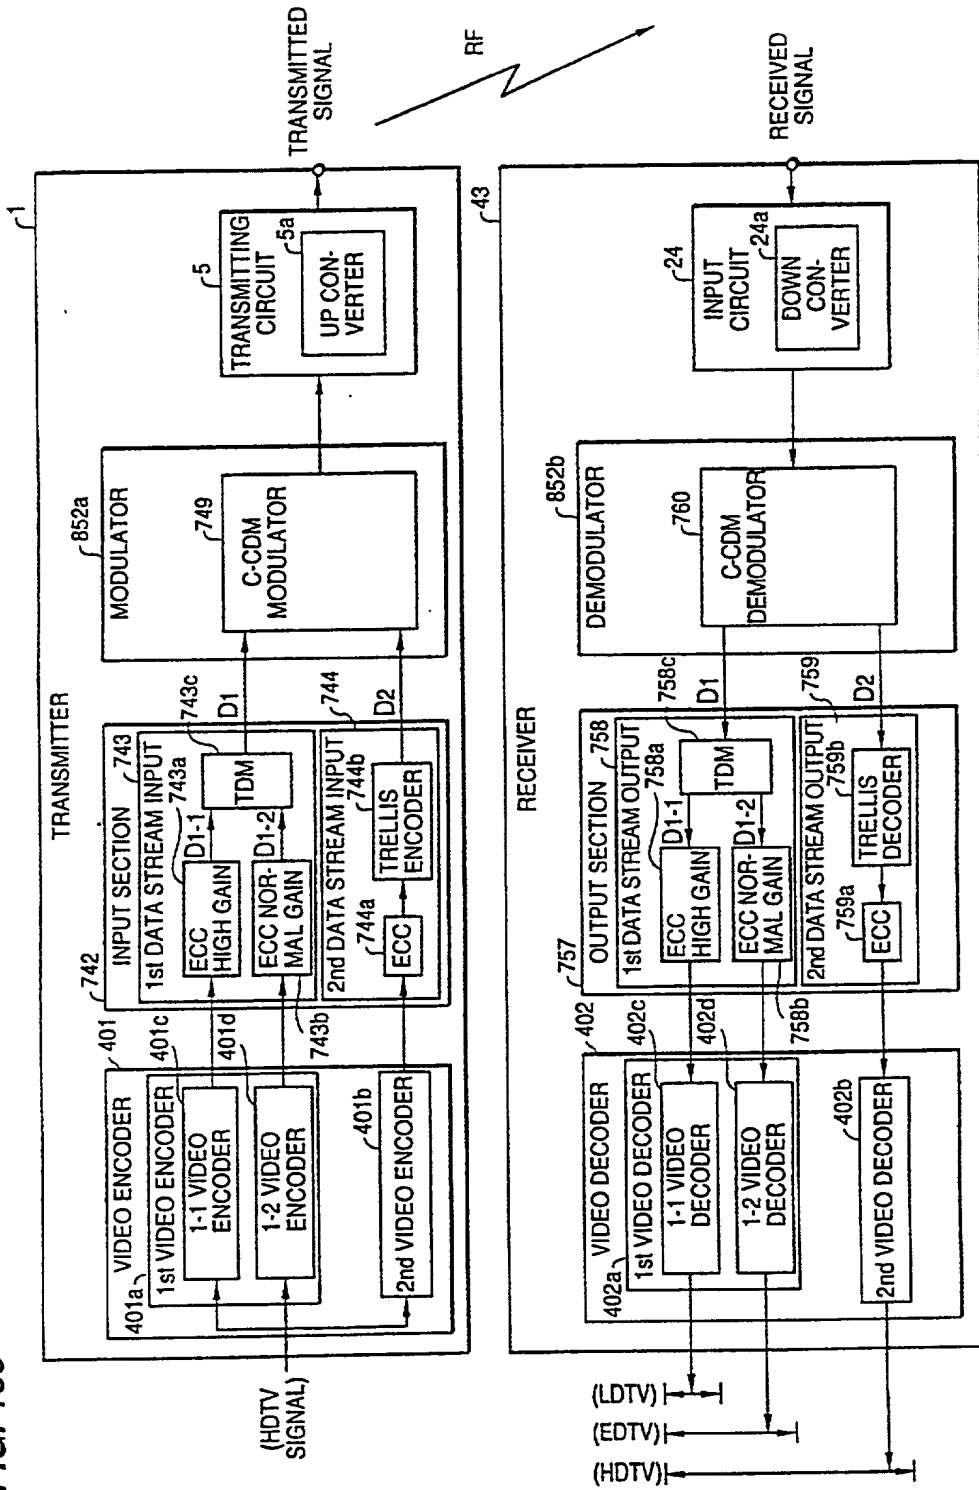 TRANSMITTER
1
VIDEO ENCODER
401
401a
1st VIDEO ENCODER
401c
1-1 VIDEO
ENCODER
401d
1-2 VIDEO
ENCODER
401b
2nd VIDEO ENCODER
(HDTV
SIGNAL)
742
INPUT SECTION
743
1st DATA STREAM INPUT
743a
ECC
HIGH GAIN
D1-1
743c
TDM
D1-2
ECC NOR-
MAL GAIN
743b
D1
2nd DATA STREAM INPUT
744
744a
ECC
744b
TRELLIS
ENCODER
D2
852a
MODULATOR
749
C-CDM
MODULATOR
5
TRANSMITTING
CIRCUIT
5a
UP CON-
VERTER
TRANSMITTED
SIGNAL
RF
RECEIVER
43
RECEIVED
SIGNAL
24
INPUT
CIRCUIT
24a
DOWN
CON-
VERTER
852b
DEMODULATOR
760
C-CDM
DEMODULATOR
757
OUTPUT SECTION
758
1st DATA STREAM OUTPUT
758a
ECC
HIGH GAIN
D1-1
758c
TDM
D1-2
ECC NOR-
MAL GAIN
758b
D1
2nd DATA STREAM OUTPUT
759
759a
ECC
759b
TRELLIS
DECODER
D2
VIDEO DECODER
402
402a
1st VIDEO DECODER
402c
1-1 VIDEO
DECODER
402d
1-2 VIDEO
DECODER
402b
2nd VIDEO DECODER
(LDTV)
(EDTV)
(HDTV)